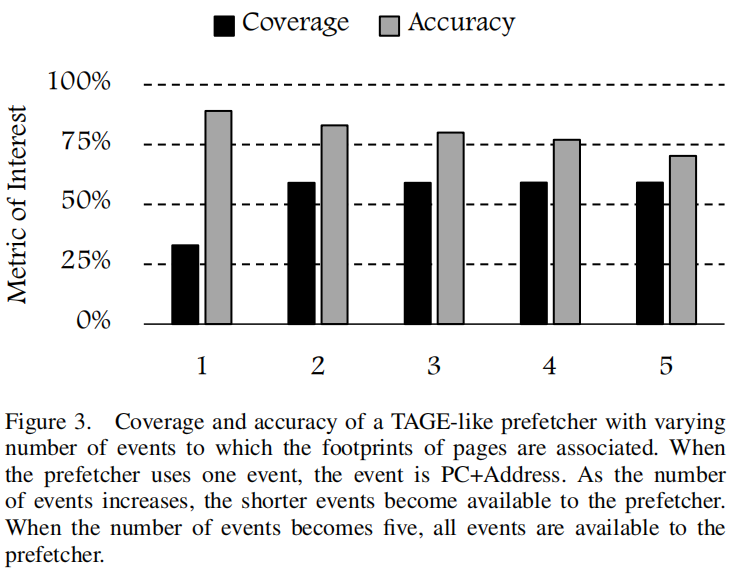 Coverage Accuracy
100%
75%
50%
25%
0%
Metric of Interest
1 2 3 4 5
Figure 3. Coverage and accuracy of a TAGE-like prefetcher with varying
number of events to which the footprints of pages are associated. When
the prefetcher uses one event, the event is PC+Address. As the number
of events increases, the shorter events become available to the prefetcher.
When the number of events becomes five, all events are available to the
prefetcher.